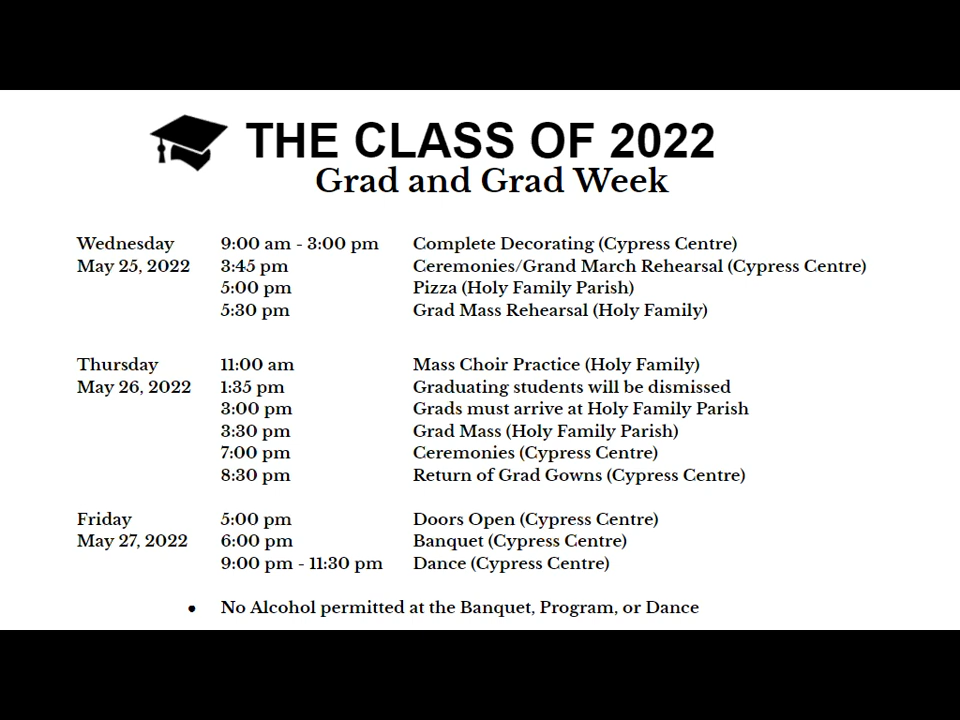 THE CLASS OF 2022
Grad and Grad Week
Wednesday 9:00 am - 3:00 pm Complete Decorating (Cypress Centre)
May 25, 2022 3:45 pm Ceremonies/Grand March Rehearsal (Cypress Centre)
5:00 pm Pizza (Holy Family Parish)
5:30 pm Grad Mass Rehearsal (Holy Family)
Thursday 11:00 am Mass Choir Practice (Holy Family)
May 26, 2022 1:35 pm Graduating students will be dismissed
3:00 pm Grads must arrive at Holy Family Parish
3:30 pm Grad Mass (Holy Family Parish)
7:00 pm Ceremonies (Cypress Centre)
8:30 pm Return of Grad Gowns (Cypress Centre)
Friday 5:00 pm Doors Open (Cypress Centre)
May 27, 2022 6:00 pm Banquet (Cypress Centre)
9:00 pm - 11:30 pm Dance (Cypress Centre)
• No Alcohol permitted at the Banquet, Program, or Dance